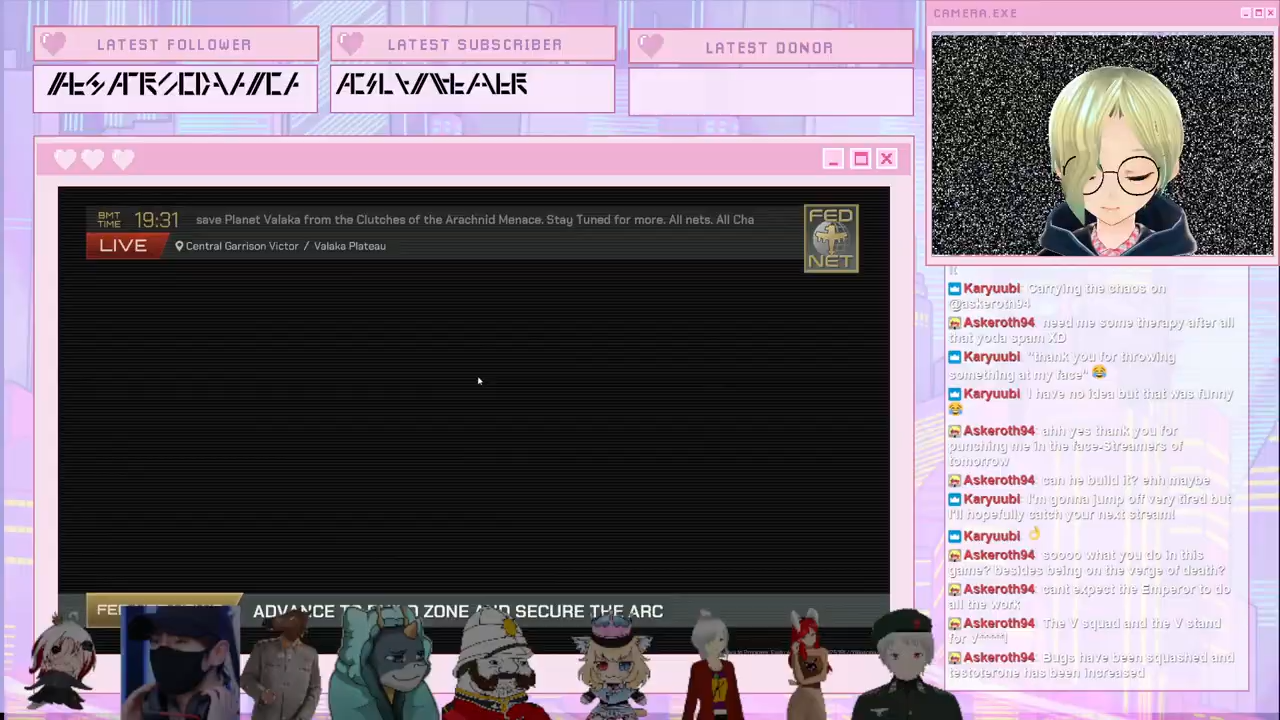 LATEST FOLLOWER
LATEST SUBSCRIBER
LATEST DONOR
CAMERA.EXE
BMT TIME
19:31
save Planet Valaka from the Clutches of the Arachnid Menace. Stay Tuned for more. All nets. All Cha
LIVE
Central Garrison Victor / Valaka Plateau
FED
NET
ADVANCE TO ZONE AND SECURE THE ARC
Karyuubi Carrying the chaos on
@askeroth94
Askeroth94 need me some therapy after all
that yoda spam XD
Karyuubi "thank you for throwing
something at my face" 😂
Karyuubi I have no idea but that was funny
😂
Askeroth94 ahh yes thank you for
punching me in the face-Streamers of
tomorrow
Askeroth94 can he build it? ehh maybe
Karyuubi I'm gonna jump off very tired but
I'll hopefully catch your next stream!
Karyuubi 👌
Askeroth94 soooo what you do in this
game? besides being on the verge of death?
Askeroth94 cant expect the Emperor to do
all the work
Askeroth94 The V squad and the V stand
for V*****!
Askeroth94 Bugs have been squashed and
testoterone has been increased